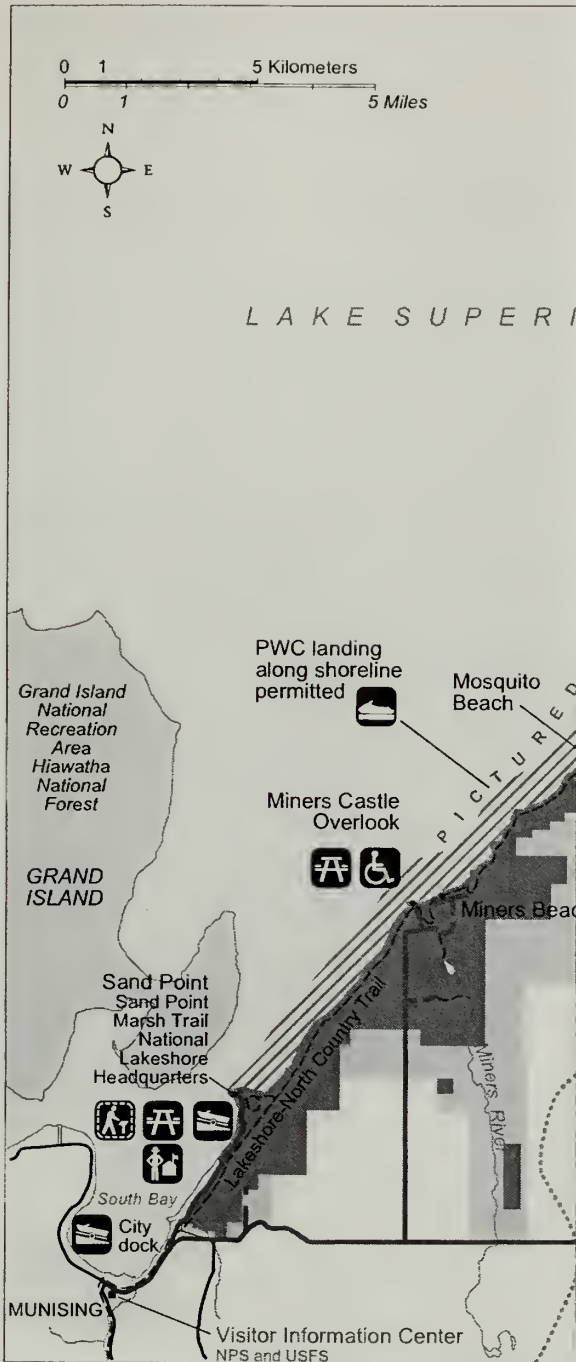 0 1 5 Kilometers
0 1 5 Miles
N
W E
S
LAKE SUPERI
PWC landing
along shoreline
permitted
Mosquito
Beach
PICTURED
Grand Island
National
Recreation
Area
Hiawatha
National
Forest
Miners Castle
Overlook
GRAND
ISLAND
Miners Beac
Sand Point
Sand Point
Marsh Trail
National
Lakeshore
Headquarters
Lakeshore-North Country Trail
Miners River
South Bay
City
dock
MUNISING
Visitor Information Center
NPS and USFS